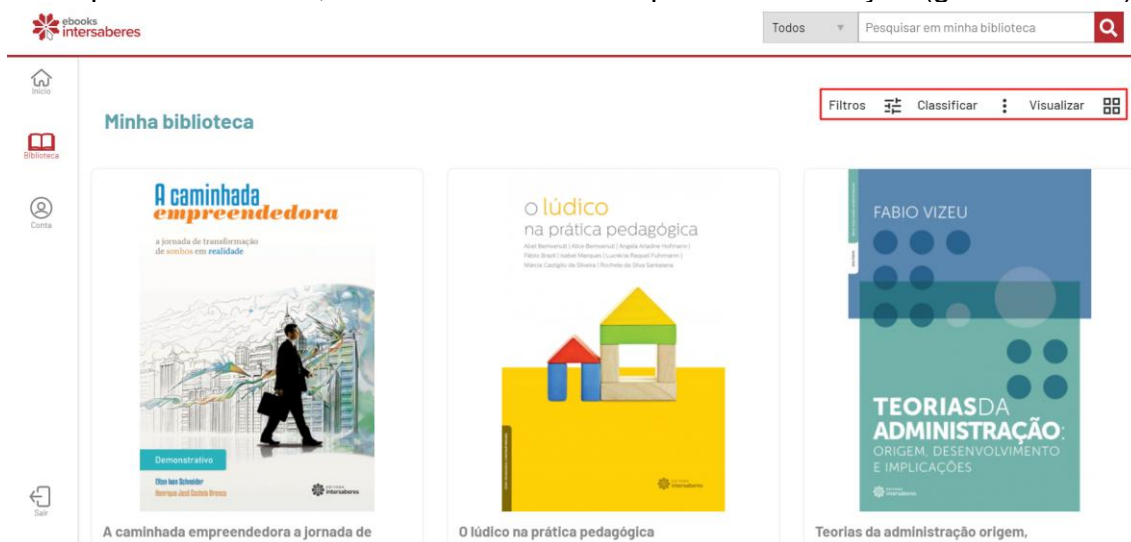 ebooks
intersaberes
Todos
Pesquisar em minha biblioteca
Início
Biblioteca
Conta
Sair
Minha biblioteca
Filtros
Classificar
Visualizar
A caminhada
empreendedora
a jornada de transformação
de sonhos em realidade
Demonstrativo
intersaberes
A caminhada empreendedora a jornada de
o lúdico
na prática pedagógica
intersaberes
O lúdico na prática pedagógica
FABIO VIZEU
TEORIAS DA
ADMINISTRAÇÃO:
ORIGEM, DESENVOLVIMENTO
E IMPLICAÇÕES
intersaberes
Teorias da administração origem,